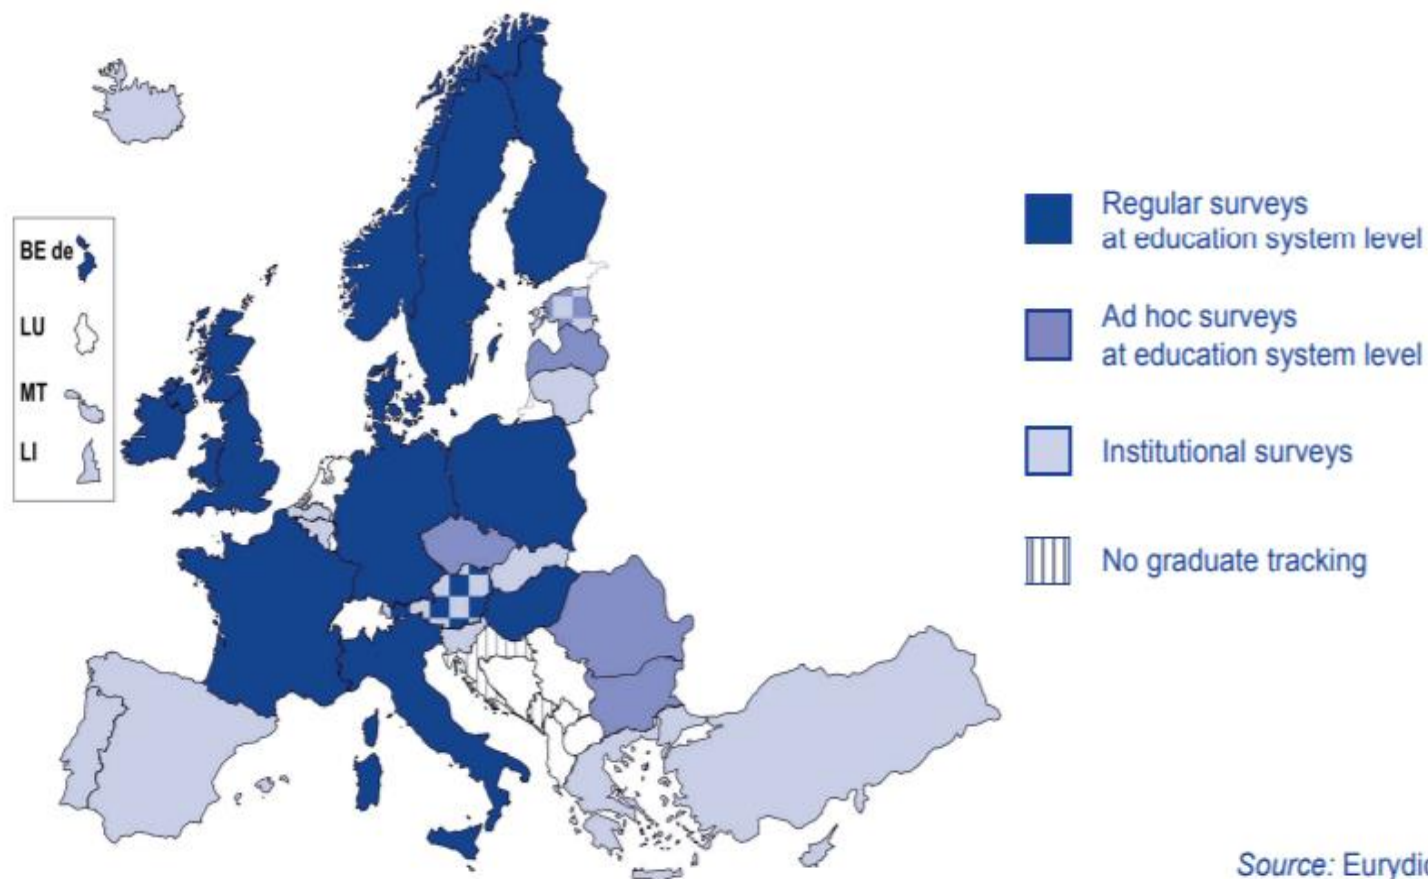 BE de
LU
MT
LI
Regular surveys
at education system level
Ad hoc surveys
at education system level
Institutional surveys
No graduate tracking
Source: